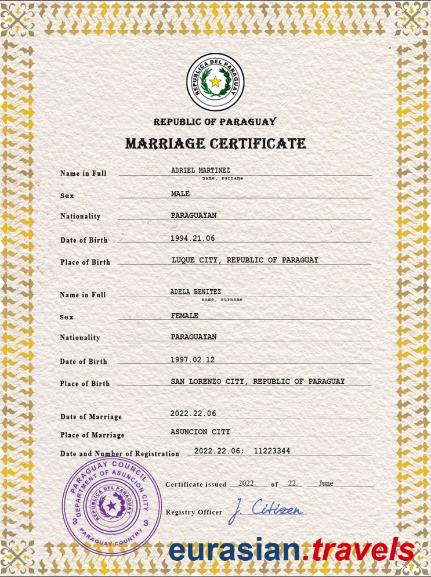 REPUBLICA DEL PARAGUAY
REPUBLIC OF PARAGUAY
MARRIAGE CERTIFICATE
Name in Full ADRIEL MARTINEZ
name, surname
Sex MALE
Nationality PARAGUAYAN
Date of Birth 1994.21.06
Place of Birth LUQUE CITY, REPUBLIC OF PARAGUAY
Name in Full ADELA BENITEZ
name, surname
Sex FEMALE
Nationality PARAGUAYAN
Date of Birth 1997.02.12
Place of Birth SAN LORENZO CITY, REPUBLIC OF PARAGUAY
Date of Marriage 2022.22.06
Place of Marriage ASUNCION CITY
Date and Number of Registration 2022.22.06; 11223344
PARAGUAY COUNCIL
DEPARTMENT OF ASUNCION CITY
REPUBLICA DEL PARAGUAY
PARAGUAY COUNTRY
Certificate issued 2022. of 22. June
Registry Officer J. Citizen
eurasian.travels